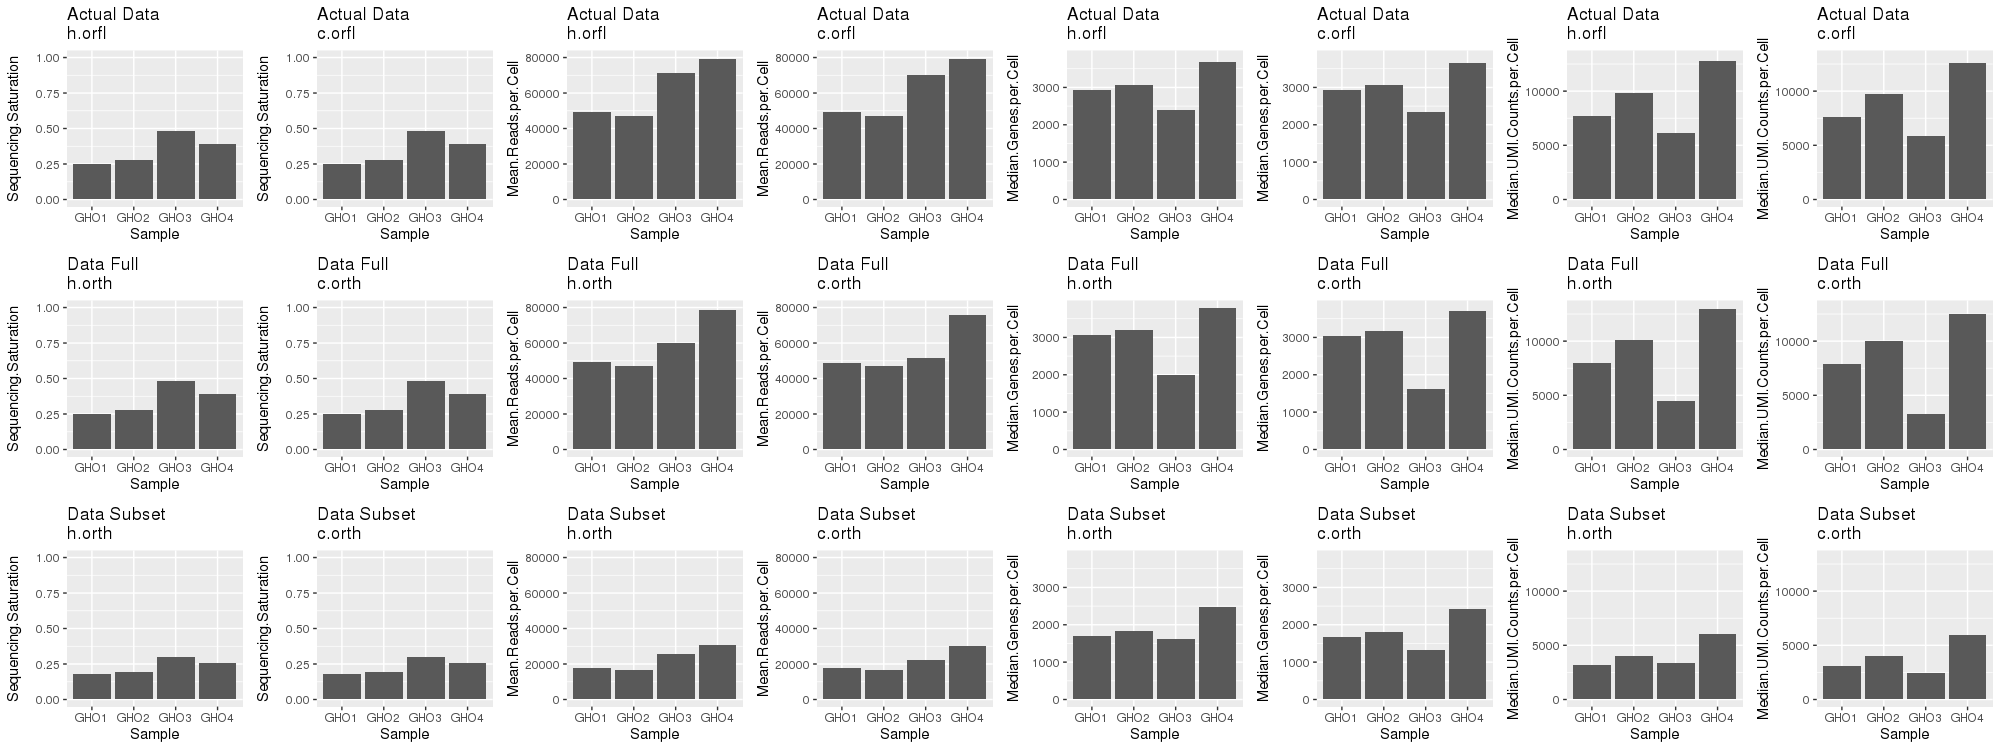 Actual Data
h.orfl
Sequencing.Saturation
1.00
0.75
0.50
0.25
0.00
GHO1 GHO2 GHO3 GHO4
Sample
Actual Data
c.orfl
Sequencing.Saturation
1.00
0.75
0.50
0.25
0.00
GHO1 GHO2 GHO3 GHO4
Sample
Actual Data
h.orfl
Mean.Reads.per.Cell
80000
60000
40000
20000
0
GHO1 GHO2 GHO3 GHO4
Sample
Actual Data
c.orfl
Mean.Reads.per.Cell
80000
60000
40000
20000
0
GHO1 GHO2 GHO3 GHO4
Sample
Actual Data
h.orfl
Median.Genes.per.Cell
3000
2000
1000
0
GHO1 GHO2 GHO3 GHO4
Sample
Actual Data
c.orfl
Median.Genes.per.Cell
3000
2000
1000
0
GHO1 GHO2 GHO3 GHO4
Sample
Actual Data
h.orfl
Median.UMI.Counts.per.Cell
10000
5000
0
GHO1 GHO2 GHO3 GHO4
Sample
Actual Data
c.orfl
Median.UMI.Counts.per.Cell
10000
5000
0
GHO1 GHO2 GHO3 GHO4
Sample
Data Full
h.orth
Sequencing.Saturation
1.00
0.75
0.50
0.25
0.00
GHO1 GHO2 GHO3 GHO4
Sample
Data Full
c.orth
Sequencing.Saturation
1.00
0.75
0.50
0.25
0.00
GHO1 GHO2 GHO3 GHO4
Sample
Data Full
h.orth
Mean.Reads.per.Cell
80000
60000
40000
20000
0
GHO1 GHO2 GHO3 GHO4
Sample
Data Full
c.orth
Mean.Reads.per.Cell
80000
60000
40000
20000
0
GHO1 GHO2 GHO3 GHO4
Sample
Data Full
h.orth
Median.Genes.per.Cell
3000
2000
1000
0
GHO1 GHO2 GHO3 GHO4
Sample
Data Full
c.orth
Median.Genes.per.Cell
3000
2000
1000
0
GHO1 GHO2 GHO3 GHO4
Sample
Data Full
h.orth
Median.UMI.Counts.per.Cell
10000
5000
0
GHO1 GHO2 GHO3 GHO4
Sample
Data Full
c.orth
Median.UMI.Counts.per.Cell
10000
5000
0
GHO1 GHO2 GHO3 GHO4
Sample
Data Subset
h.orth
Sequencing.Saturation
1.00
0.75
0.50
0.25
0.00
GHO1 GHO2 GHO3 GHO4
Sample
Data Subset
c.orth
Sequencing.Saturation
1.00
0.75
0.50
0.25
0.00
GHO1 GHO2 GHO3 GHO4
Sample
Data Subset
h.orth
Mean.Reads.per.Cell
80000
60000
40000
20000
0
GHO1 GHO2 GHO3 GHO4
Sample
Data Subset
c.orth
Mean.Reads.per.Cell
80000
60000
40000
20000
0
GHO1 GHO2 GHO3 GHO4
Sample
Data Subset
h.orth
Median.Genes.per.Cell
3000
2000
1000
0
GHO1 GHO2 GHO3 GHO4
Sample
Data Subset
c.orth
Median.Genes.per.Cell
3000
2000
1000
0
GHO1 GHO2 GHO3 GHO4
Sample
Data Subset
h.orth
Median.UMI.Counts.per.Cell
10000
5000
0
GHO1 GHO2 GHO3 GHO4
Sample
Data Subset
c.orth
Median.UMI.Counts.per.Cell
10000
5000
0
GHO1 GHO2 GHO3 GHO4
Sample